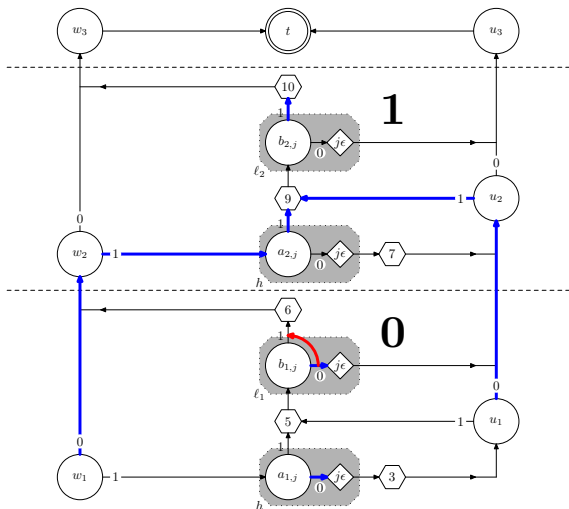 w₃ t u₃
10
1
1
b₂,ⱼ jϵ
0
ℓ₂
9 1 u₂
0
1
0
w₂ 1 a₂,ⱼ jϵ 7
0
h
6
0
1
b₁,ⱼ jϵ
0
0
ℓ₁
5 1 u₁
0
1
w₁ 1 a₁,ⱼ jϵ 3
0
h